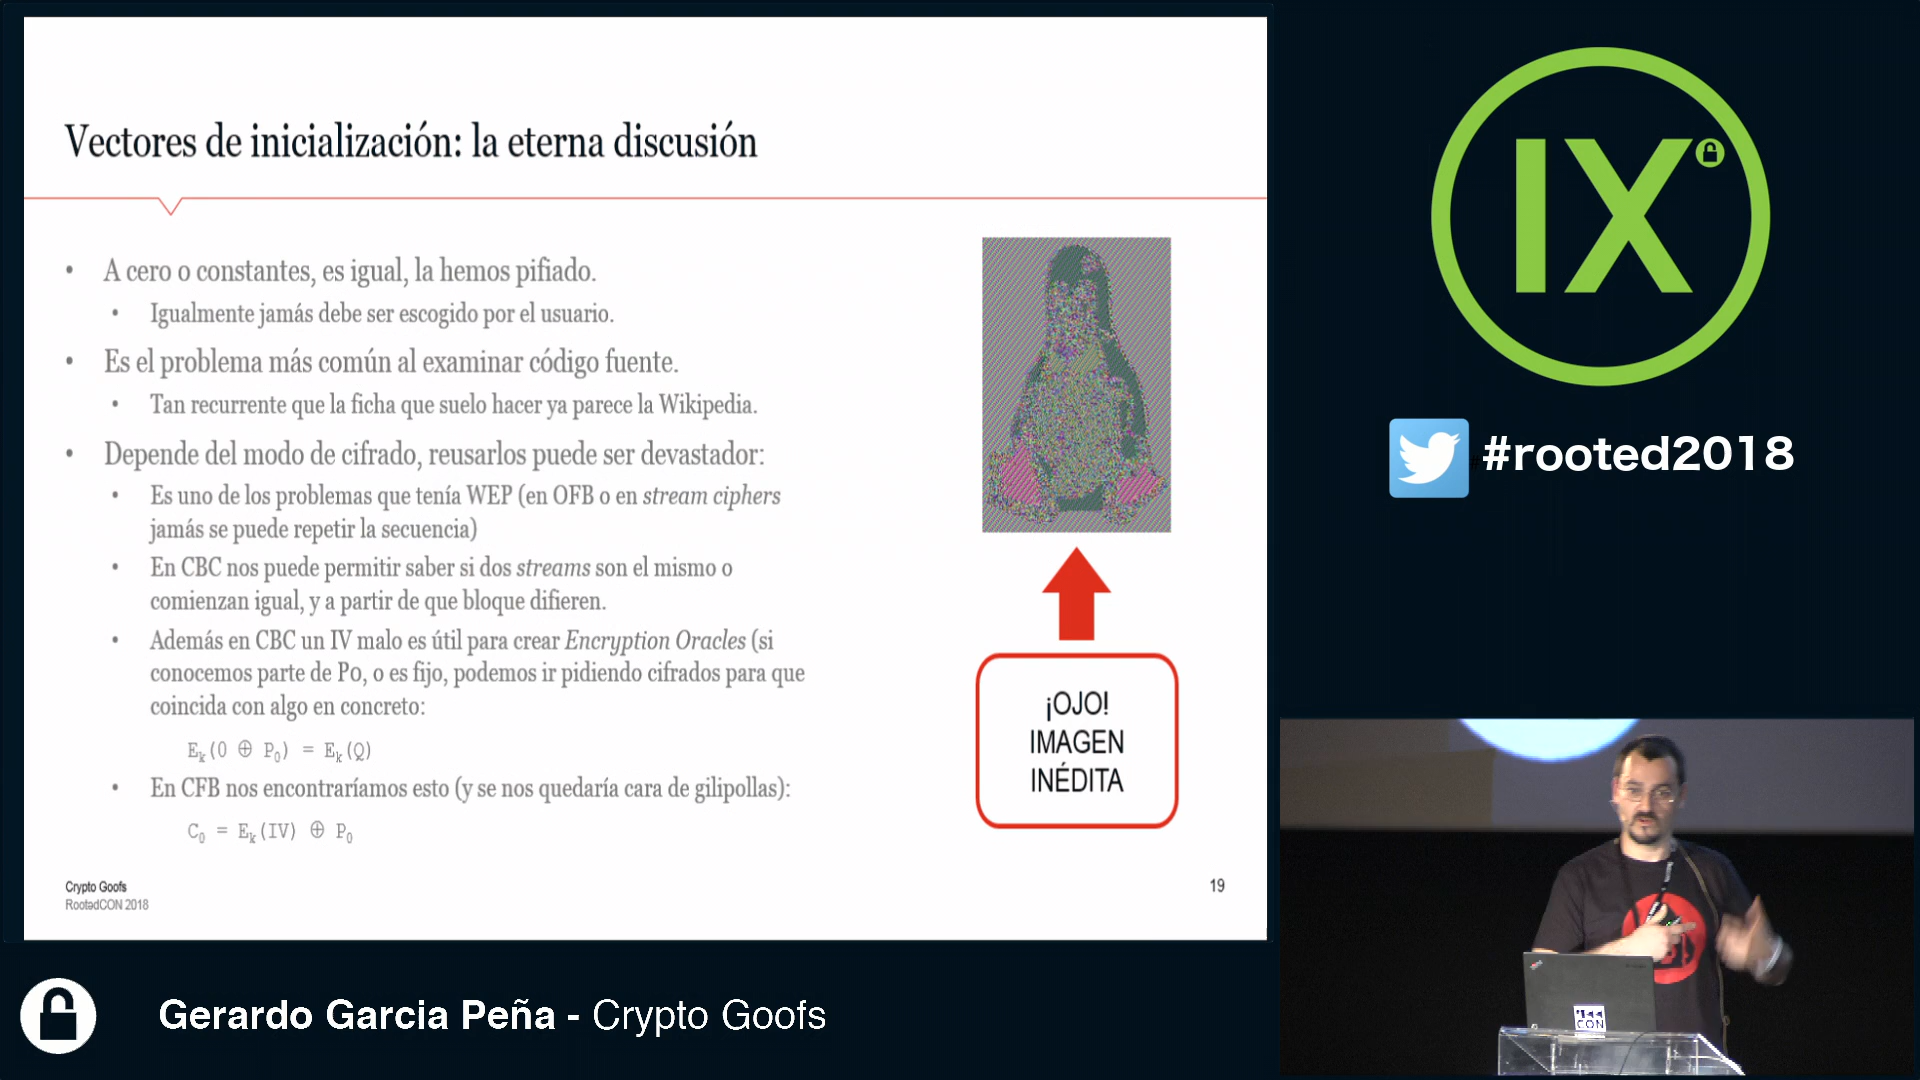 Vectores de inicialización: la eterna discusión
• A cero o constantes, es igual, la hemos pifiado.
• Igualmente jamás debe ser escogido por el usuario.
• Es el problema más común al examinar código fuente.
• Tan recurrente que la ficha que suelo hacer ya parece la Wikipedia.
• Depende del modo de cifrado, reusarlos puede ser devastador:
• Es uno de los problemas que tenía WEP (en OFB o en stream ciphers
jamás se puede repetir la secuencia)
• En CBC nos puede permitir saber si dos streams son el mismo o
comienzan igual, y a partir de que bloque difieren.
• Además en CBC un IV malo es útil para crear Encryption Oracles (si
conocemos parte de P0, o es fijo, podemos ir pidiendo cifrados para que
coincida con algo en concreto:
Eₖ(0 ⊕ P₀) = Eₖ(Q)
• En CFB nos encontraríamos esto (y se nos quedaría cara de gilipollas):
C₀ = Eₖ(IV) ⊕ P₀
¡OJO!
IMAGEN
INÉDITA
Crypto Goofs
RootedCON 2018
19
IX
#rooted2018
CON
Gerardo Garcia Peña - Crypto Goofs